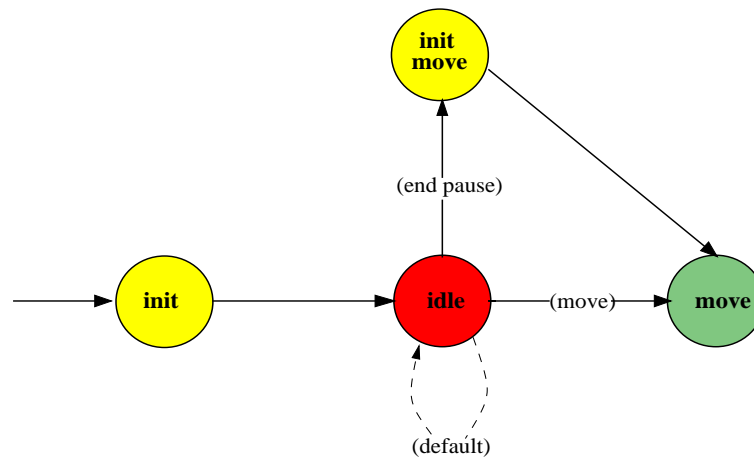 init
move
(end pause)
init
idle
(move)
move
(default)